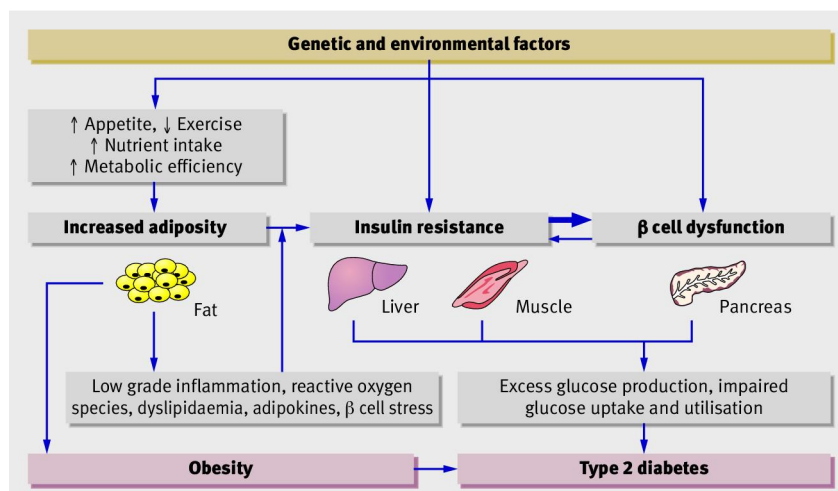 Genetic and environmental factors
↑ Appetite, ↓ Exercise
↑ Nutrient intake
↑ Metabolic efficiency
Increased adiposity
Insulin resistance
β cell dysfunction
Fat
Liver
Muscle
Pancreas
Low grade inflammation, reactive oxygen
species, dyslipidaemia, adipokines, β cell stress
Excess glucose production, impaired
glucose uptake and utilisation
Obesity
Type 2 diabetes